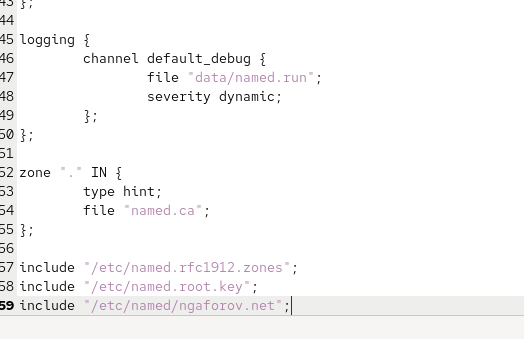 43 };
44
45 logging {
46         channel default_debug {
47                 file "data/named.run";
48                 severity dynamic;
49         };
50 };
51
52 zone "." IN {
53         type hint;
54         file "named.ca";
55 };
56
57 include "/etc/named.rfc1912.zones";
58 include "/etc/named.root.key";
59 include "/etc/named/ngaforov.net";